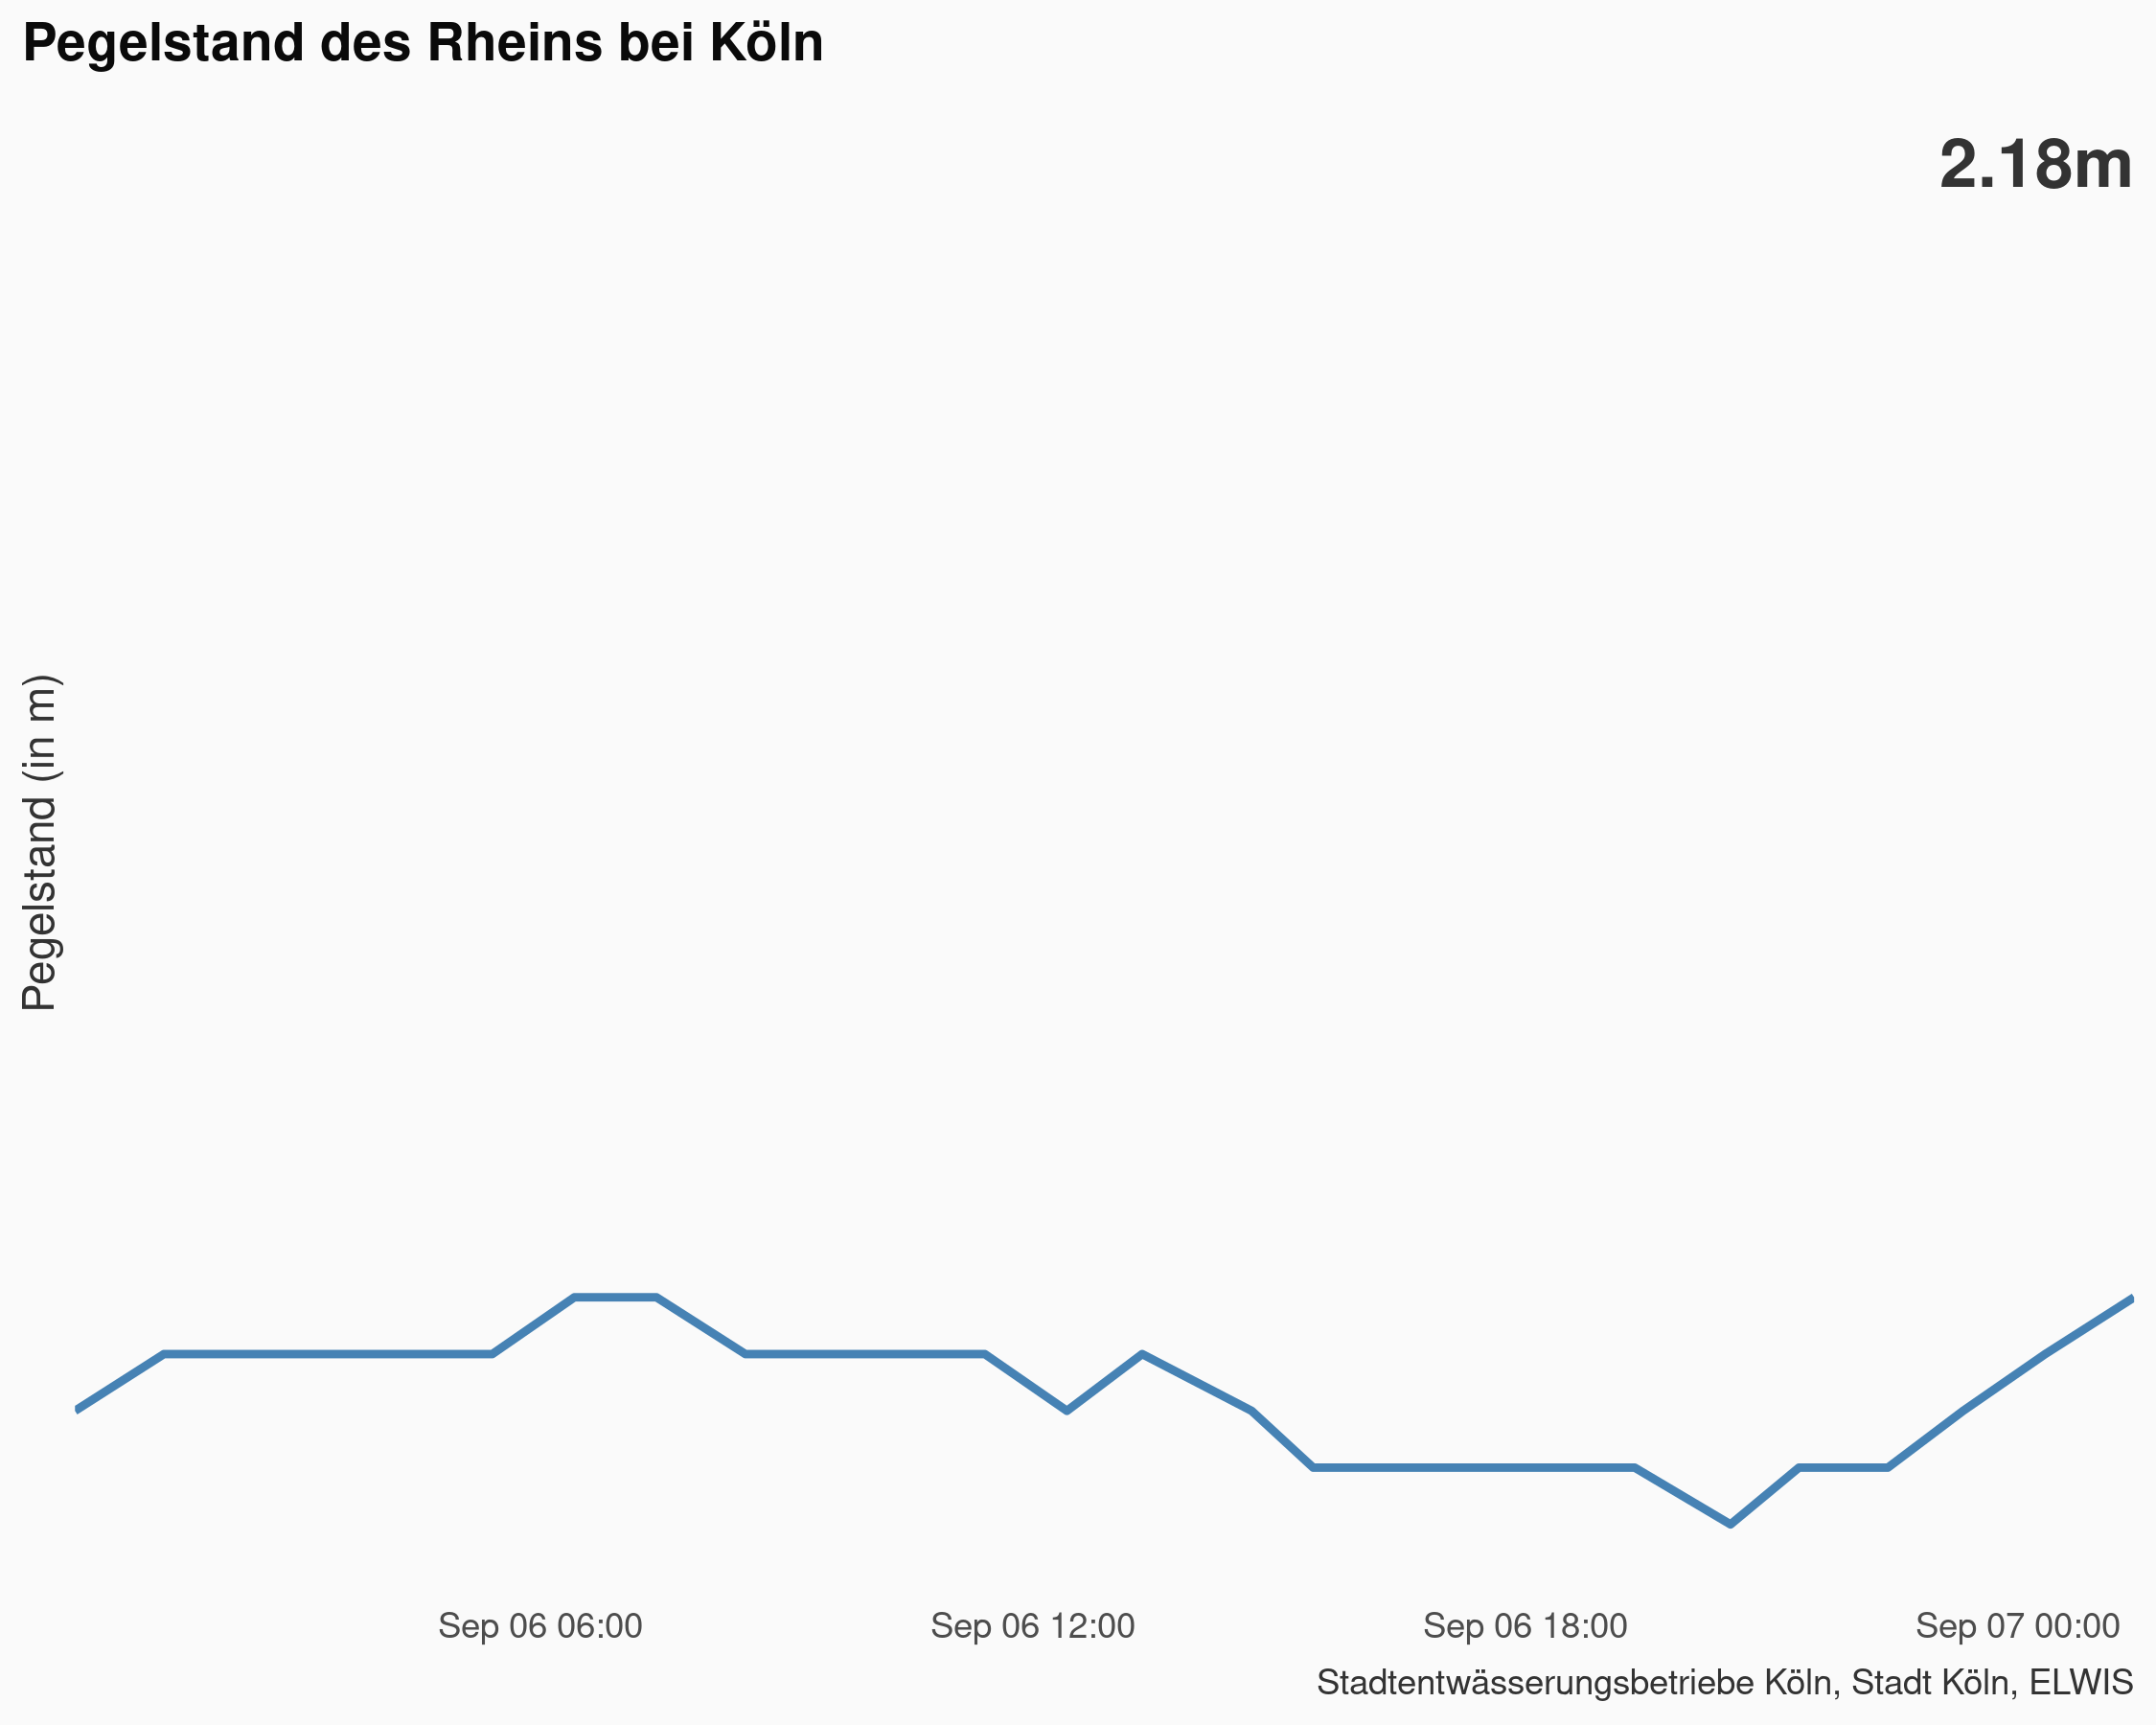 Pegelstand des Rheins bei Köln
2.18m
Pegelstand (in m)
Sep 06 06:00
Sep 06 12:00
Sep 06 18:00
Sep 07 00:00
Stadtentwässerungsbetriebe Köln, Stadt Köln, ELWIS